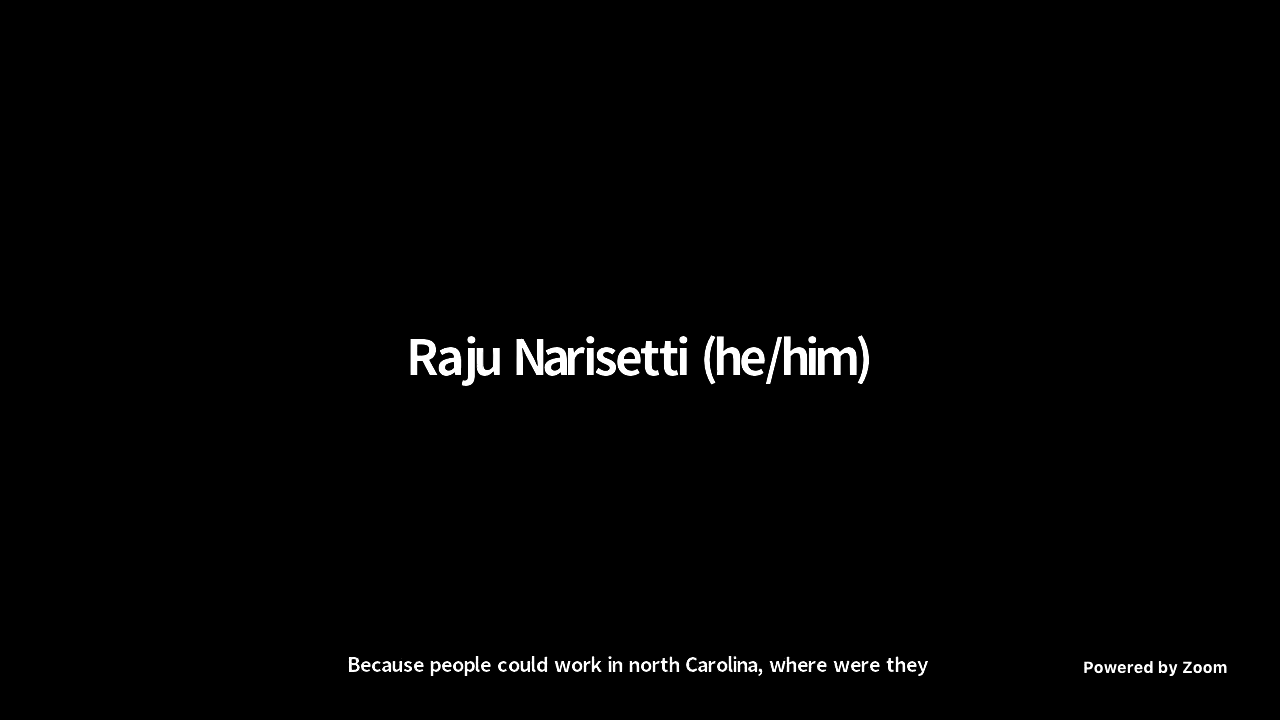 Raju Narisetti (he/him)
Because people could work in north Carolina, where were they
Powered by Zoom